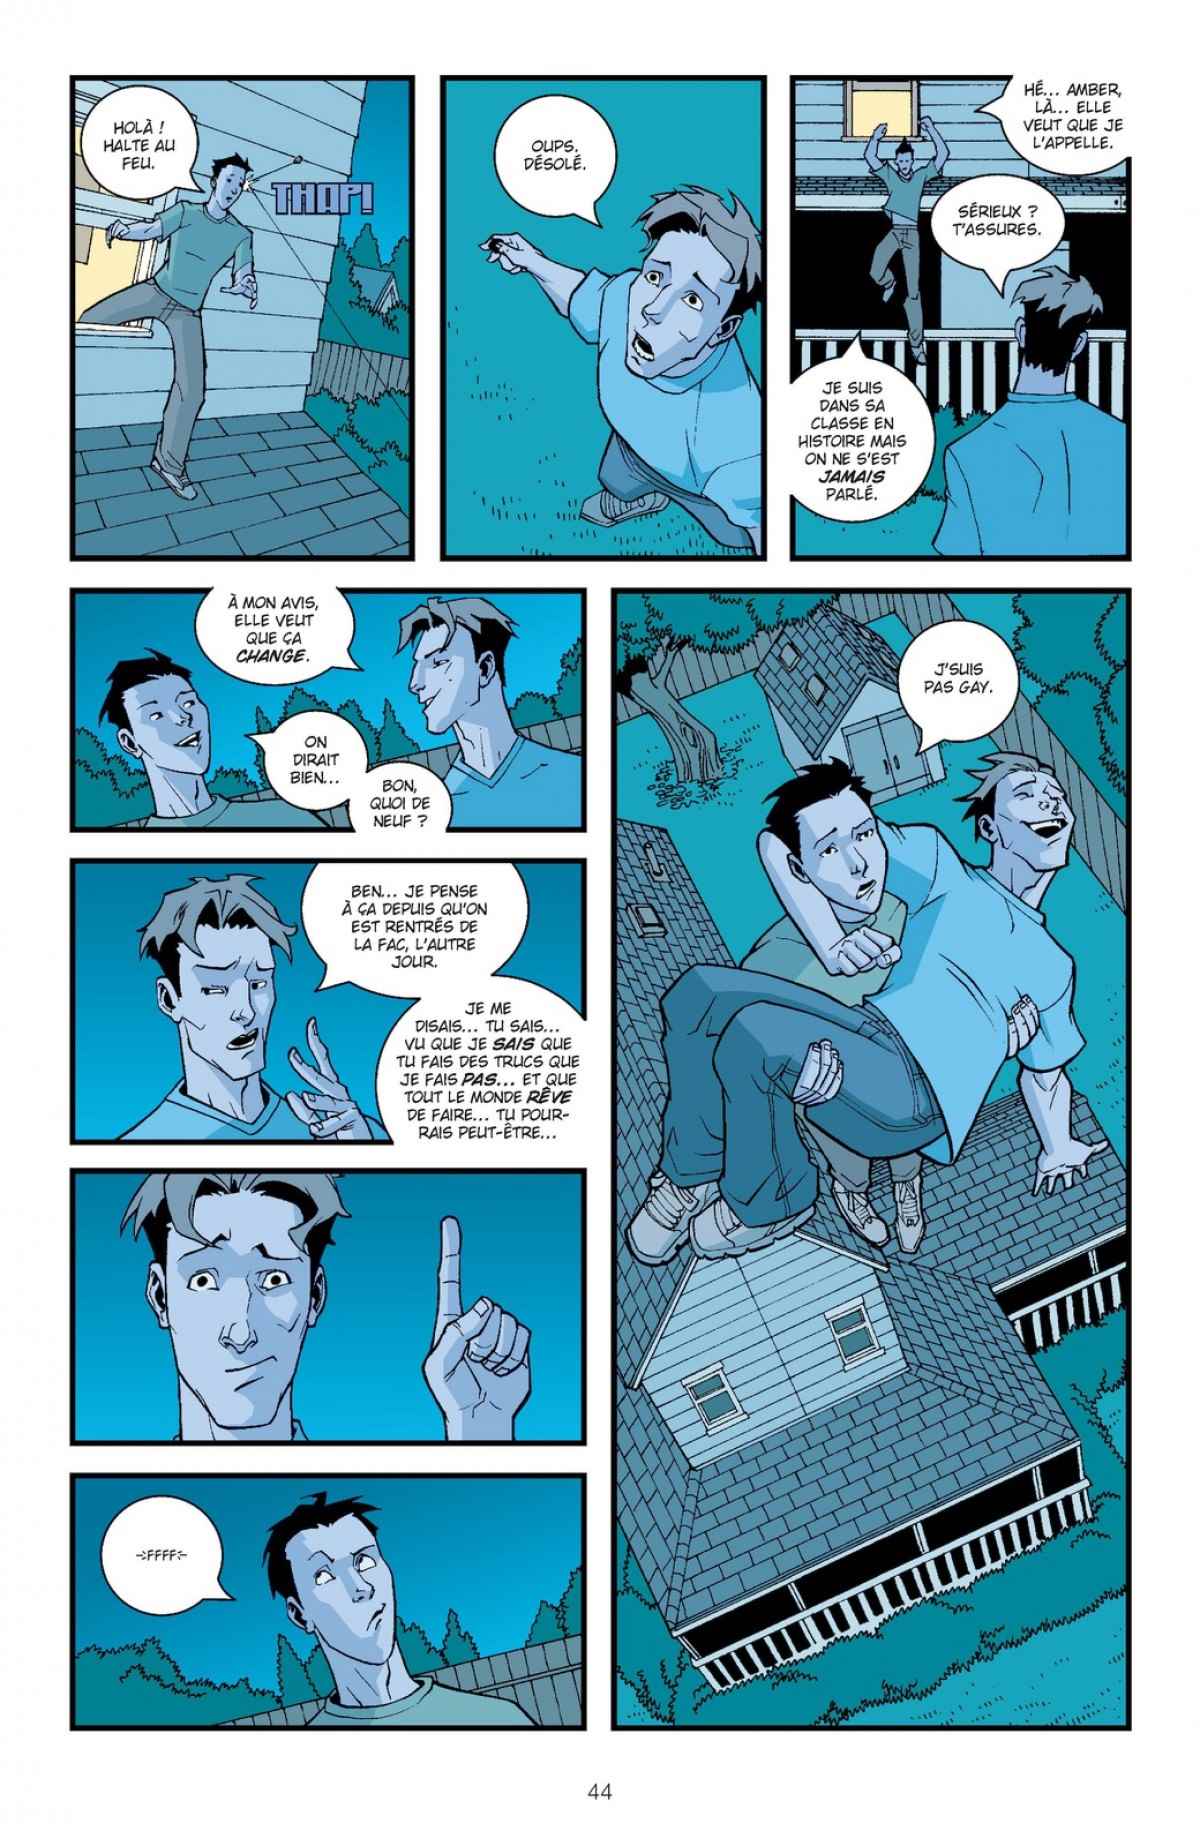 HOLÀ !
HALTE AU
FEU.
THAP!
OUPS.
DÉSOLÉ.
HÉ... AMBER,
LÀ... ELLE
VEUT QUE JE
L'APPELLE.
SÉRIEUX ?
T'ASSURES.
JE SUIS
DANS SA
CLASSE EN
HISTOIRE MAIS
ON NE S'EST
JAMAIS
PARLÉ.
À MON AVIS,
ELLE VEUT
QUE ÇA
CHANGE.
ON
DIRAIT
BIEN...
BON,
QUOI DE
NEUF ?
BEN... JE PENSE
À ÇA DEPUIS QU'ON
EST RENTRÉS DE
LA FAC, L'AUTRE
JOUR.
JE ME
DISAIS... TU SAIS...
VU QUE JE SAIS QUE
TU FAIS DES TRUCS QUE
JE FAIS PAS... ET QUE
TOUT LE MONDE RÊVE
DE FAIRE... TU POUR-
RAIS PEUT-ÊTRE...
-:FFFF:-
J'SUIS
PAS GAY.
44